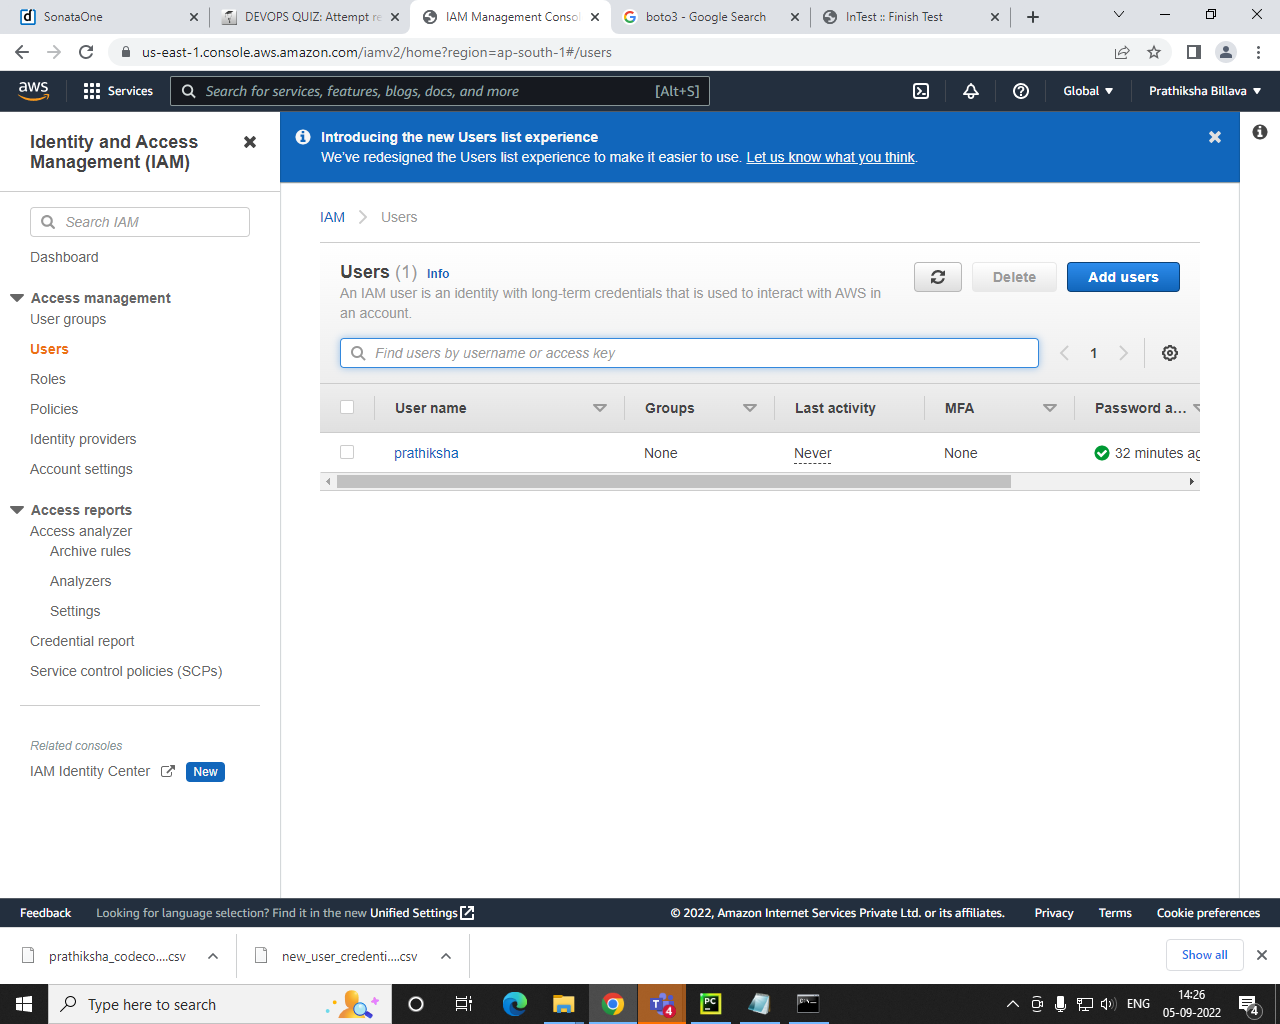 SonataOne
DEVOPS QUIZ: Attempt re
IAM Management Conso
boto3 - Google Search
InTest :: Finish Test
us-east-1.console.aws.amazon.com/iamv2/home?region=ap-south-1#/users
aws
Services
Search for services, features, blogs, docs, and more
[Alt+S]
Global
Prathiksha Billava
Identity and Access
Management (IAM)
Search IAM
Dashboard
Access management
User groups
Users
Roles
Policies
Identity providers
Account settings
Access reports
Access analyzer
Archive rules
Analyzers
Settings
Credential report
Service control policies (SCPs)
Related consoles
IAM Identity Center
New
Introducing the new Users list experience
We've redesigned the Users list experience to make it easier to use. Let us know what you think.
IAM
Users
Users (1) Info
An IAM user is an identity with long-term credentials that is used to interact with AWS in
an account.
Delete
Add users
Find users by username or access key
1
User name
Groups
Last activity
MFA
Password a...
prathiksha
None
Never
None
32 minutes ag
Feedback
Looking for language selection? Find it in the new Unified Settings
© 2022, Amazon Internet Services Private Ltd. or its affiliates.
Privacy
Terms
Cookie preferences
prathiksha_codeco....csv
new_user_credenti....csv
Show all
Type here to search
4
PC
ENG
14:26
05-09-2022
4